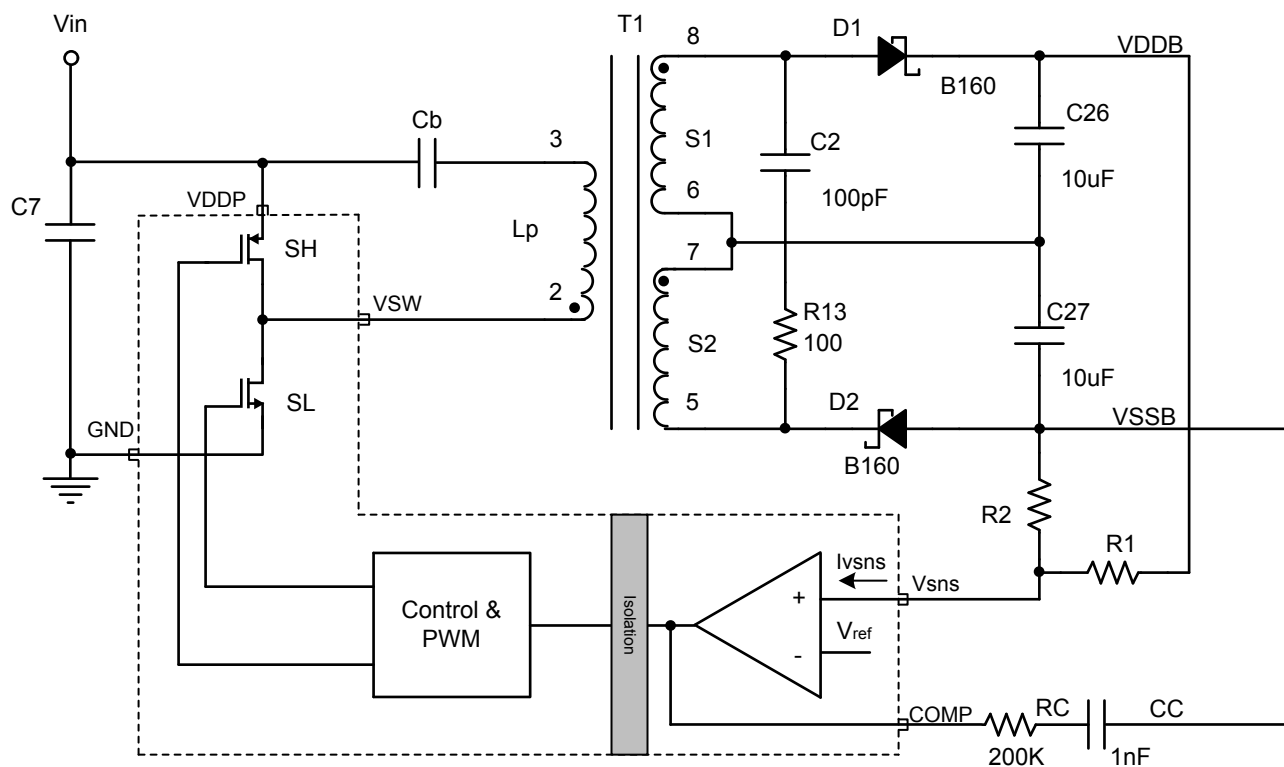 Vin
T1
8
D1
VDDB
B160
Cb
3
S1
C2
C26
10uF
6
100pF
VDDP
C7
SH
Lp
7
2
VSW
R13
100
C27
10uF
S2
SL
5
D2
VSSB
GND
B160
R2
R1
Ivsns
Vsns
Control &
PWM
Isolation
+
Vref
-
COMP
RC
CC
200K
1nF